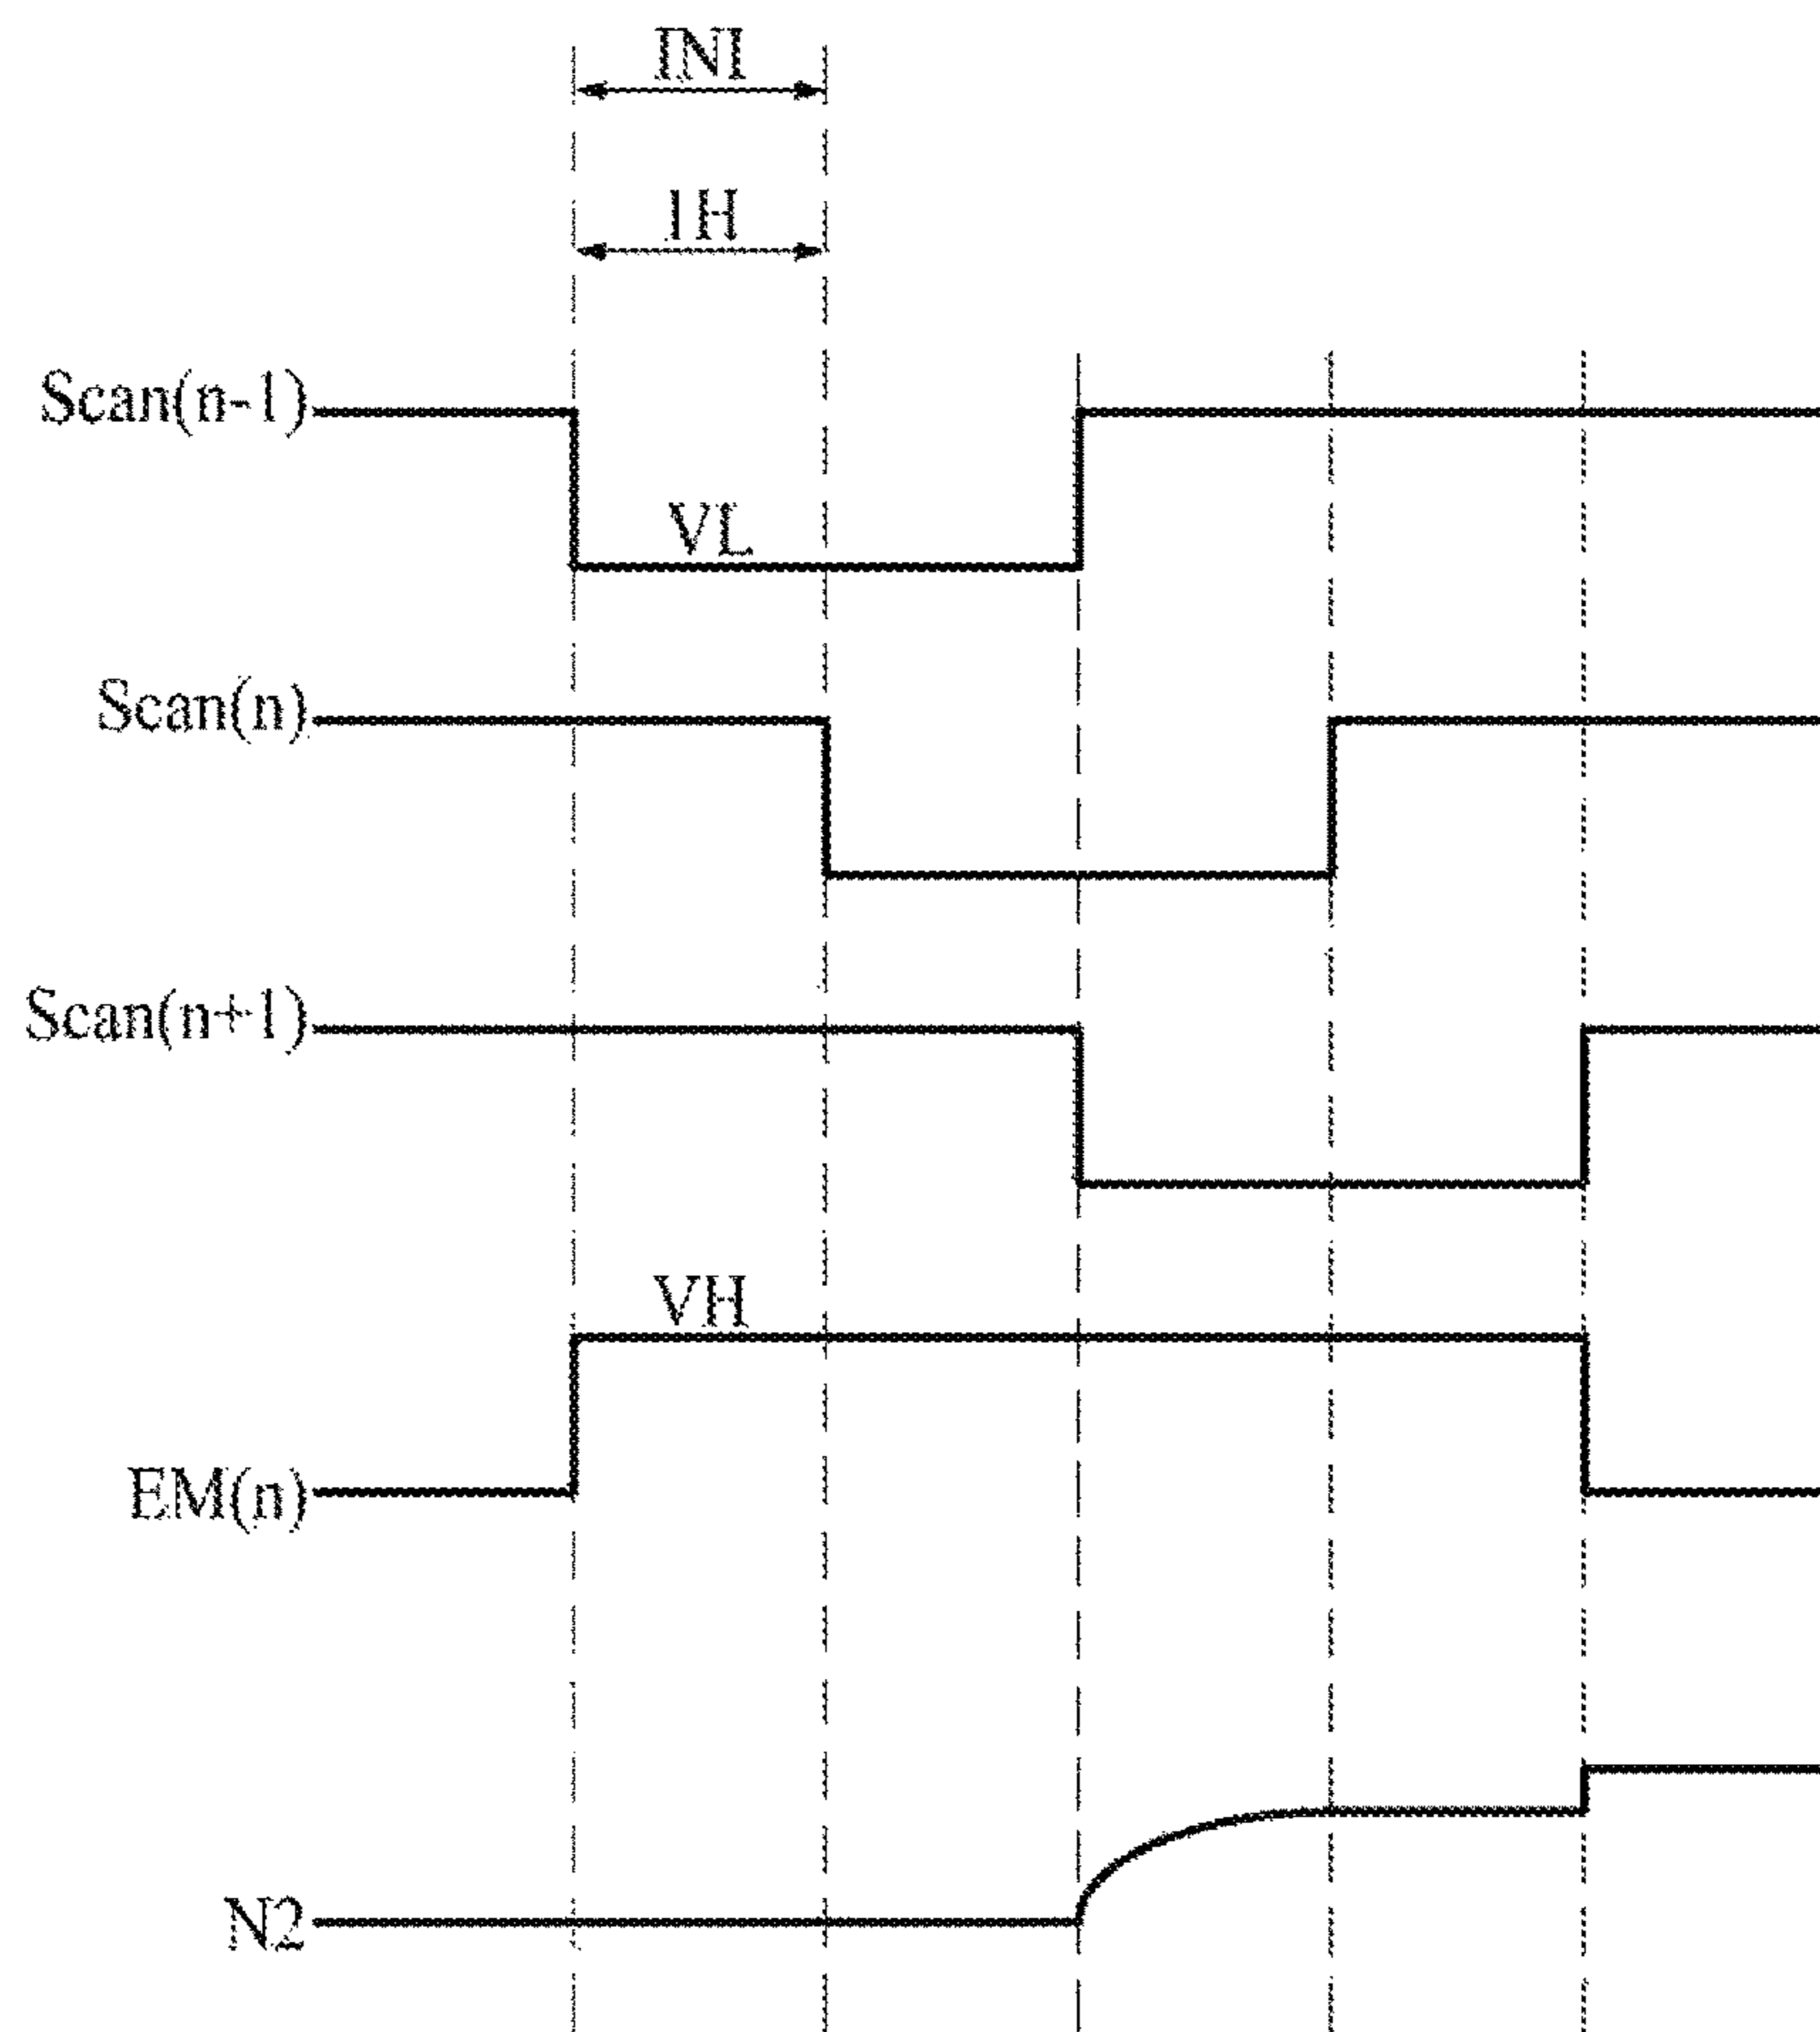 INI
1H
Scan(n-1)
VL
Scan(n)
Scan(n+1)
VH
EM(n)
N2